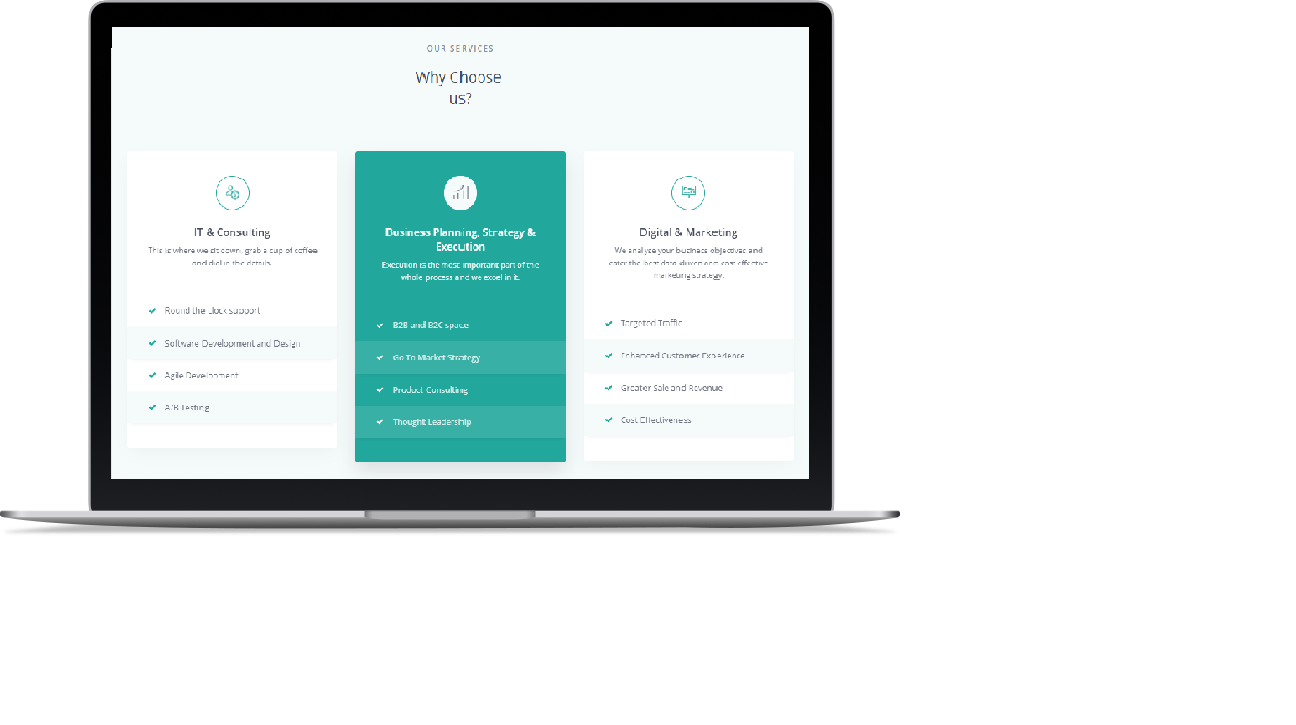 OUR SERVICES
Why Choose
us?
IT & Consulting
This is where we sit down, grab a cup of coffee
and dial in the details.
Round the clock support
Software Development and Design
Agile Development
A/B Testing
Business Planning, Strategy &
Execution
Execution is the most important part of the
whole process and we excel in it.
B2B and B2C space
Go To Market Strategy
Product Consulting
Thought Leadership
Digital & Marketing
We analyse your business objectives and
cater the best data driven and cost effective
marketing strategy.
Targeted Traffic
Enhanced Customer Experience
Greater Sale and Revenue
Cost Effectiveness